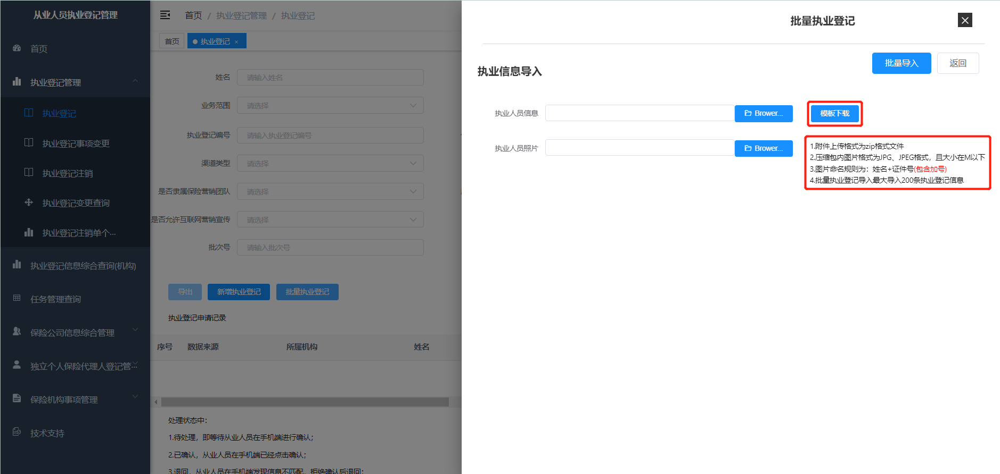 从业人员执业登记管理
首页
执业登记管理
执业登记
执业登记事项变更
执业登记注销
执业登记变更查询
执业登记注销单个...
执业登记信息综合查询(机构)
任务管理查询
保险公司信息综合管理
独立个人保险代理人登记管...
保险机构事项管理
技术支持
首页 / 执业登记管理 / 执业登记
首页 执业登记 ×
姓名 请输入姓名
业务范围 请选择
执业登记编号 请输入执业登记编号
渠道类型 请选择
是否隶属保险营销团队 请选择
是否允许互联网营销宣传 请选择
批次号 请输入批次号
导出 新增执业登记 批量执业登记
执业登记申请记录
序号 数据来源 所属机构 姓名
处理状态中：
1.待处理，即等待从业人员在手机端进行确认；
2.已确认，从业人员在手机端已经点击确认；
3.退回，从业人员在手机端发现信息不匹配，拒绝确认后退回；
批量执业登记
批量导入 返回
执业信息导入
执业人员信息 Brower... 模板下载
执业人员照片 Brower...
1.附件上传格式为zip格式文件
2.压缩包内图片格式为JPG、JPEG格式，且大小在M以下
3.图片命名规则为：姓名+证件号(包含加号)
4.批量执业登记导入最大导入200条执业登记信息